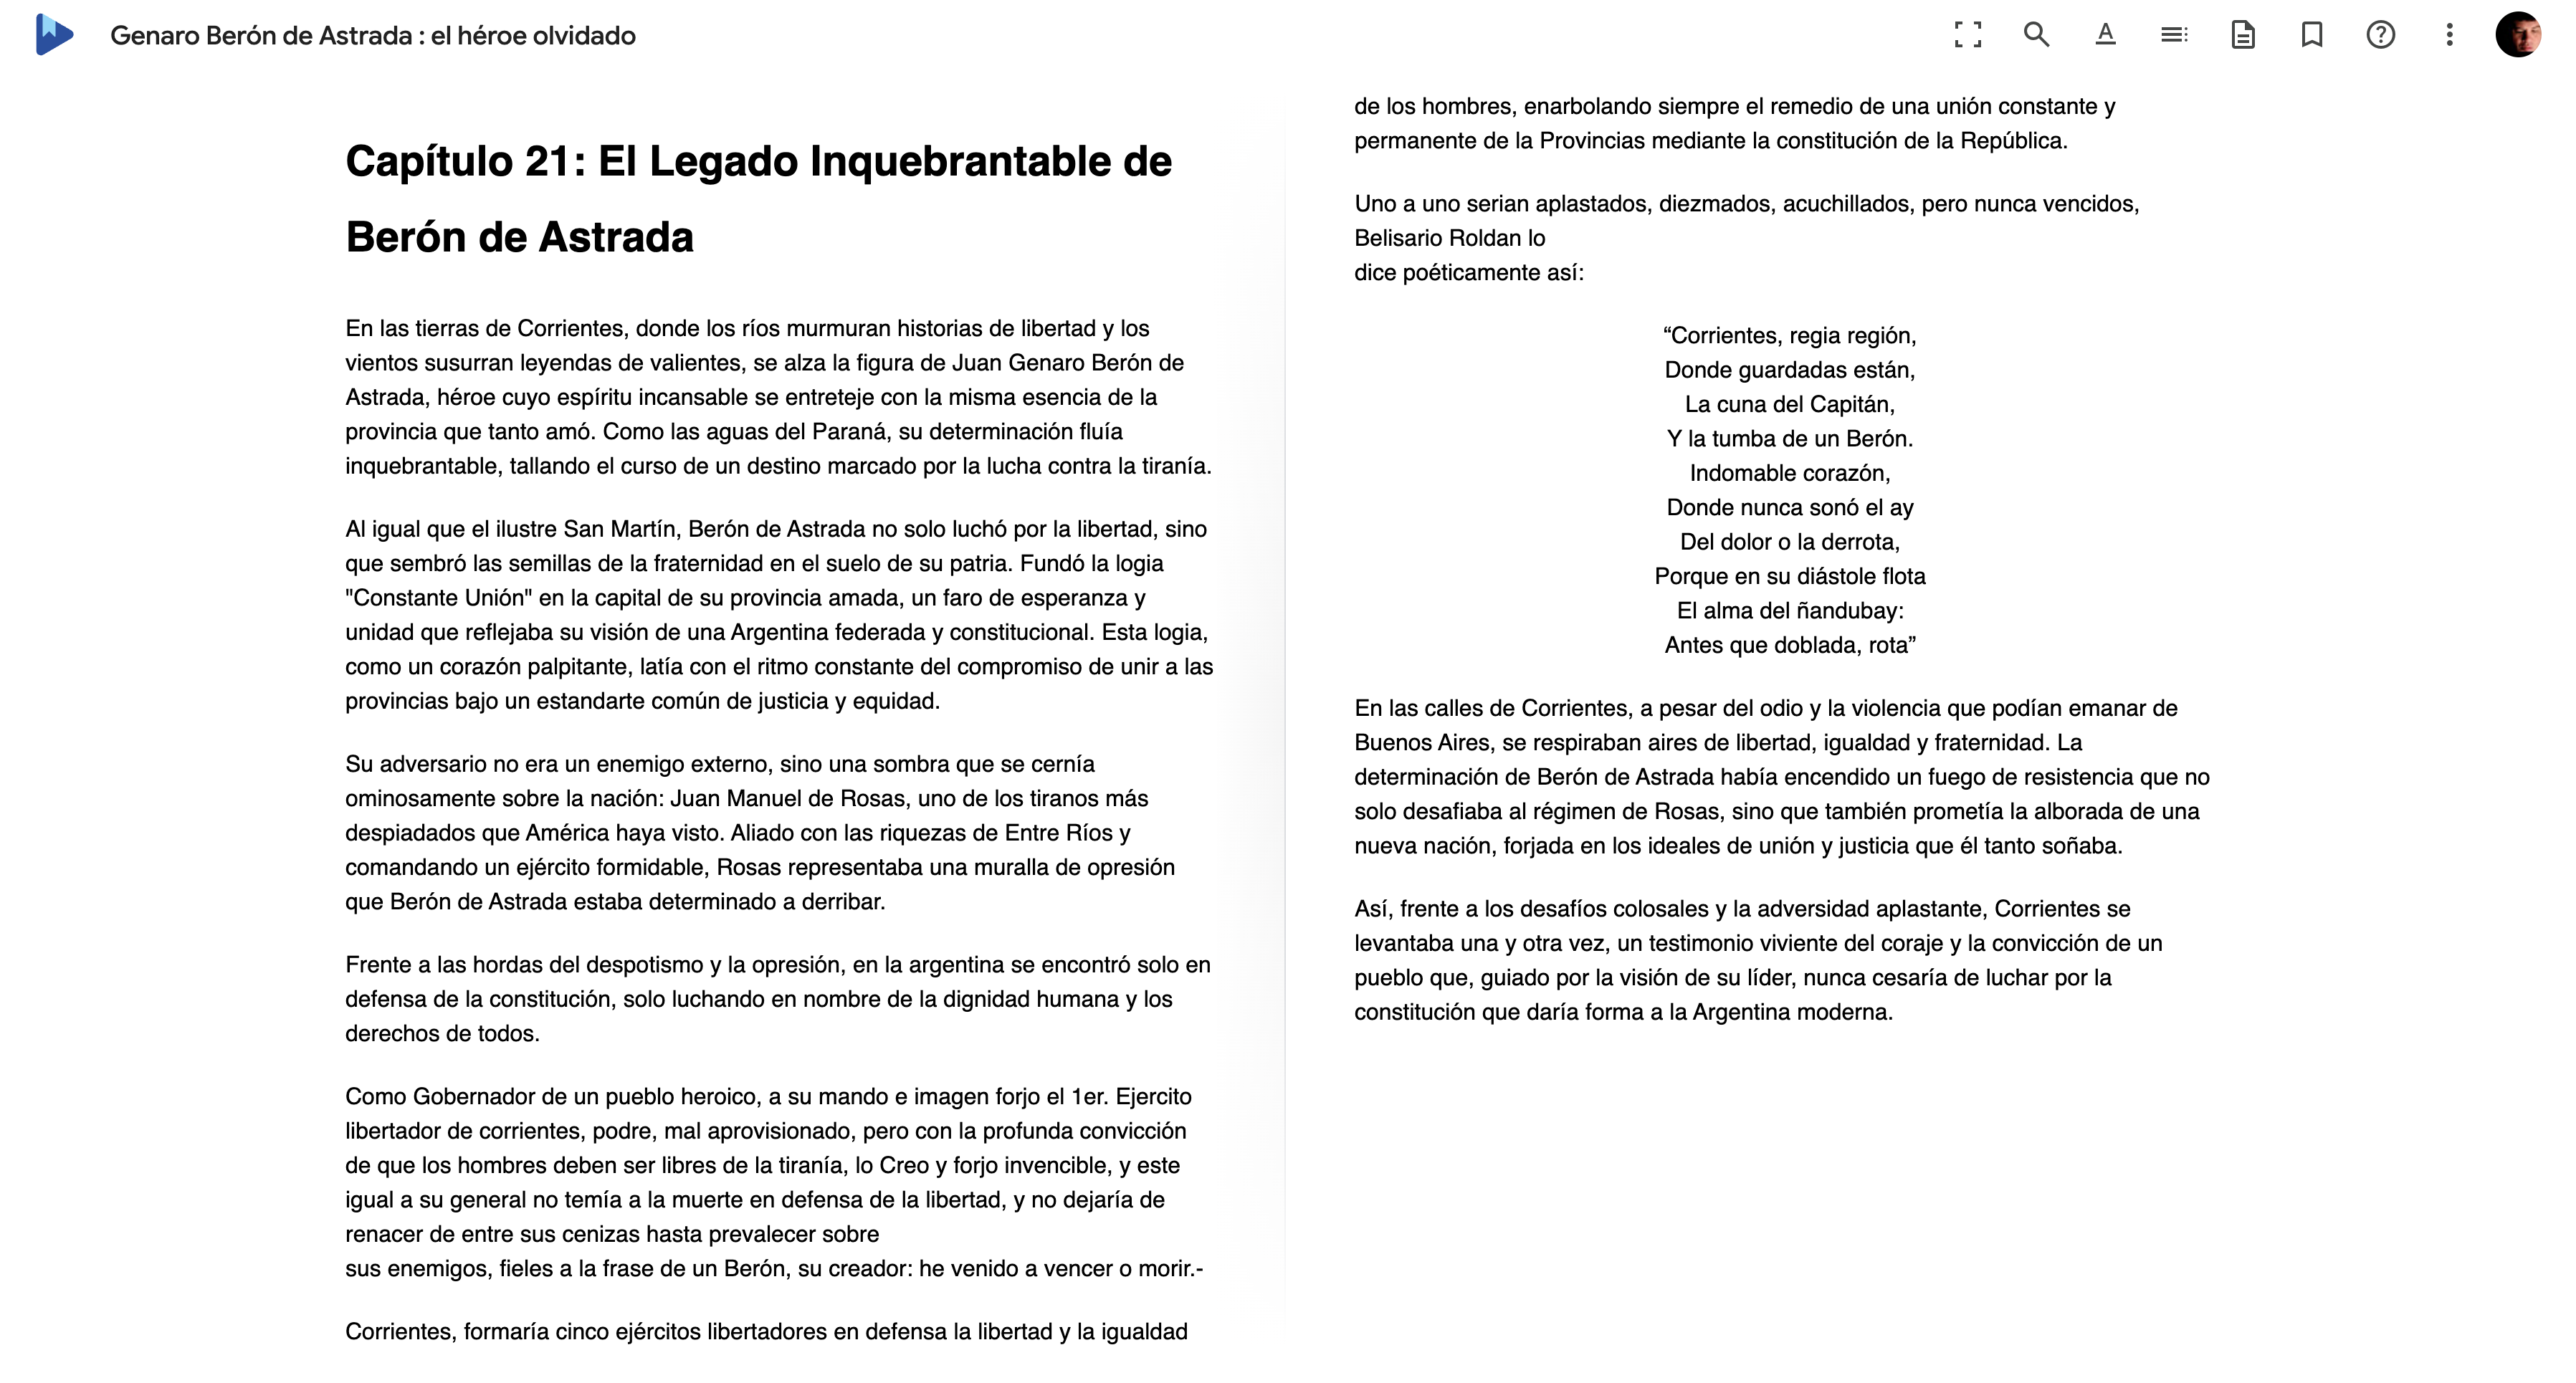 Genaro Berón de Astrada : el héroe olvidado
Capítulo 21: El Legado Inquebrantable de
Berón de Astrada
En las tierras de Corrientes, donde los ríos murmuran historias de libertad y los
vientos susurran leyendas de valientes, se alza la figura de Juan Genaro Berón de
Astrada, héroe cuyo espíritu incansable se entreteje con la misma esencia de la
provincia que tanto amó. Como las aguas del Paraná, su determinación fluía
inquebrantable, tallando el curso de un destino marcado por la lucha contra la tiranía.
Al igual que el ilustre San Martín, Berón de Astrada no solo luchó por la libertad, sino
que sembró las semillas de la fraternidad en el suelo de su patria. Fundó la logia
"Constante Unión" en la capital de su provincia amada, un faro de esperanza y
unidad que reflejaba su visión de una Argentina federada y constitucional. Esta logia,
como un corazón palpitante, latía con el ritmo constante del compromiso de unir a las
provincias bajo un estandarte común de justicia y equidad.
Su adversario no era un enemigo externo, sino una sombra que se cernía
ominosamente sobre la nación: Juan Manuel de Rosas, uno de los tiranos más
despiadados que América haya visto. Aliado con las riquezas de Entre Ríos y
comandando un ejército formidable, Rosas representaba una muralla de opresión
que Berón de Astrada estaba determinado a derribar.
Frente a las hordas del despotismo y la opresión, en la argentina se encontró solo en
defensa de la constitución, solo luchando en nombre de la dignidad humana y los
derechos de todos.
Como Gobernador de un pueblo heroico, a su mando e imagen forjo el 1er. Ejercito
libertador de corrientes, podre, mal aprovisionado, pero con la profunda convicción
de que los hombres deben ser libres de la tiranía, lo Creo y forjo invencible, y este
igual a su general no temía a la muerte en defensa de la libertad, y no dejaría de
renacer de entre sus cenizas hasta prevalecer sobre
sus enemigos, fieles a la frase de un Berón, su creador: he venido a vencer o morir.-
Corrientes, formaría cinco ejércitos libertadores en defensa la libertad y la igualdad
de los hombres, enarbolando siempre el remedio de una unión constante y
permanente de la Provincias mediante la constitución de la República.
Uno a uno serian aplastados, diezmados, acuchillados, pero nunca vencidos,
Belisario Roldan lo
dice poéticamente así:
“Corrientes, regia región,
Donde guardadas están,
La cuna del Capitán,
Y la tumba de un Berón.
Indomable corazón,
Donde nunca sonó el ay
Del dolor o la derrota,
Porque en su diástole flota
El alma del ñandubay:
Antes que doblada, rota”
En las calles de Corrientes, a pesar del odio y la violencia que podían emanar de
Buenos Aires, se respiraban aires de libertad, igualdad y fraternidad. La
determinación de Berón de Astrada había encendido un fuego de resistencia que no
solo desafiaba al régimen de Rosas, sino que también prometía la alborada de una
nueva nación, forjada en los ideales de unión y justicia que él tanto soñaba.
Así, frente a los desafíos colosales y la adversidad aplastante, Corrientes se
levantaba una y otra vez, un testimonio viviente del coraje y la convicción de un
pueblo que, guiado por la visión de su líder, nunca cesaría de luchar por la
constitución que daría forma a la Argentina moderna.